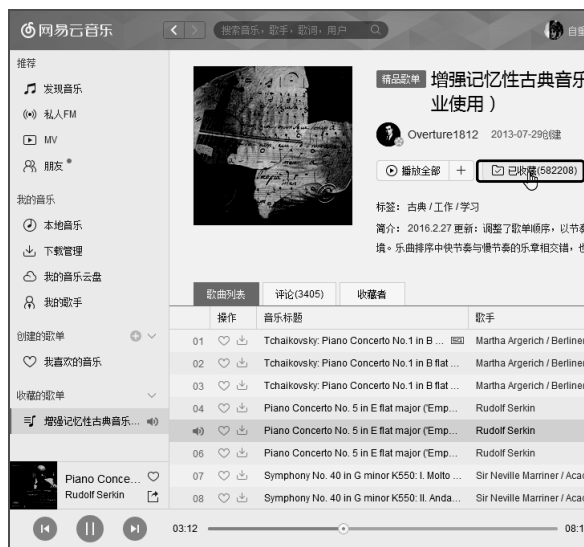 网易云音乐
搜索音乐，歌手，歌词，用户
推荐
发现音乐
私人FM
MV
朋友
我的音乐
本地音乐
下载管理
我的音乐云盘
我的歌手
创建的歌单
我喜欢的音乐
收藏的歌单
增强记忆性古典音乐...
Piano Conce...
Rudolf Serkin
精品歌单 增强记忆性古典音乐
业使用）
Overture1812 2013-07-29创建
播放全部 + 已收藏(582208)
标签：古典 / 工作 / 学习
简介： 2016.2.27 更新：调整了歌单顺序，以节奏
境。乐曲排序中快节奏与慢节奏的乐章相交错，也
歌曲列表 评论(3405) 收藏者
操作 音乐标题 歌手
01 Tchaikovsky: Piano Concerto No.1 in B ... Martha Argerich / Berliner
02 Tchaikovsky: Piano Concerto No.1 in B flat ... Martha Argerich / Berliner
03 Tchaikovsky: Piano Concerto No.1 in B flat ... Martha Argerich / Berliner
04 Piano Concerto No. 5 in E flat major ('Emp... Rudolf Serkin
Piano Concerto No. 5 in E flat major ('Emp... Rudolf Serkin
06 Piano Concerto No. 5 in E flat major ('Emp... Rudolf Serkin
07 Symphony No. 40 in G minor K550: I. Molto ... Sir Neville Marriner / Acad
08 Symphony No. 40 in G minor K550: II. Anda... Sir Neville Marriner / Acad
03:12 08:1